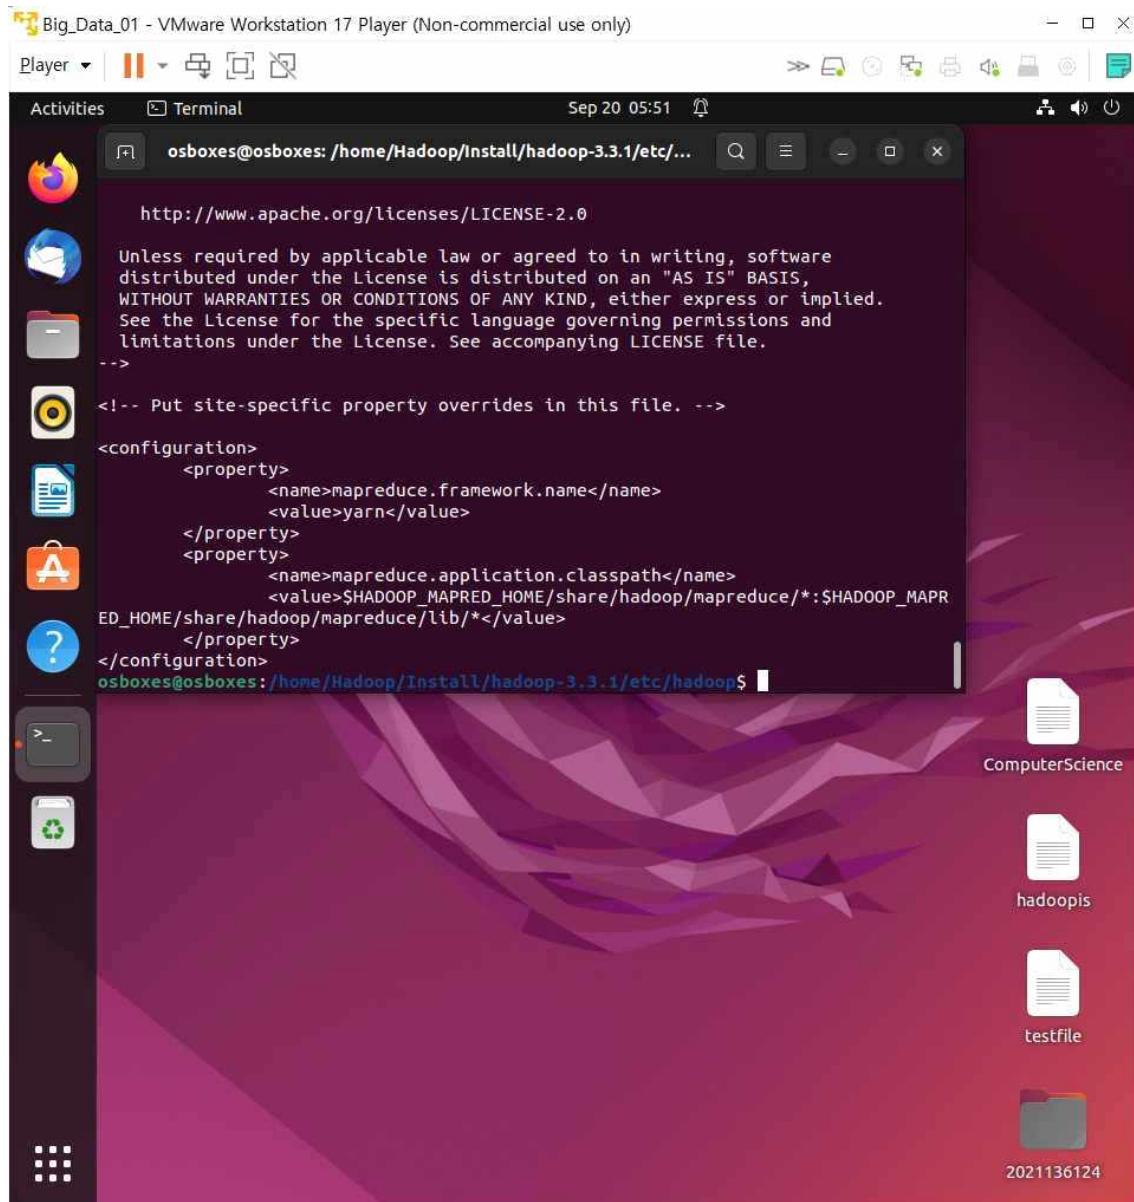 Big_Data_01 - VMware Workstation 17 Player (Non-commercial use only)
Player
Activities Terminal Sep 20 05:51
osboxes@osboxes: /home/Hadoop/Install/hadoop-3.3.1/etc/...
http://www.apache.org/licenses/LICENSE-2.0
Unless required by applicable law or agreed to in writing, software
distributed under the License is distributed on an "AS IS" BASIS,
WITHOUT WARRANTIES OR CONDITIONS OF ANY KIND, either express or implied.
See the License for the specific language governing permissions and
limitations under the License. See accompanying LICENSE file.
-->
<!-- Put site-specific property overrides in this file. -->
<configuration>
<property>
<name>mapreduce.framework.name</name>
<value>yarn</value>
</property>
<property>
<name>mapreduce.application.classpath</name>
<value>$HADOOP_MAPRED_HOME/share/hadoop/mapreduce/*:$HADOOP_MAPR
ED_HOME/share/hadoop/mapreduce/lib/*</value>
</property>
</configuration>
osboxes@osboxes:/home/Hadoop/Install/hadoop-3.3.1/etc/hadoop$
ComputerScience
hadoopis
testfile
2021136124